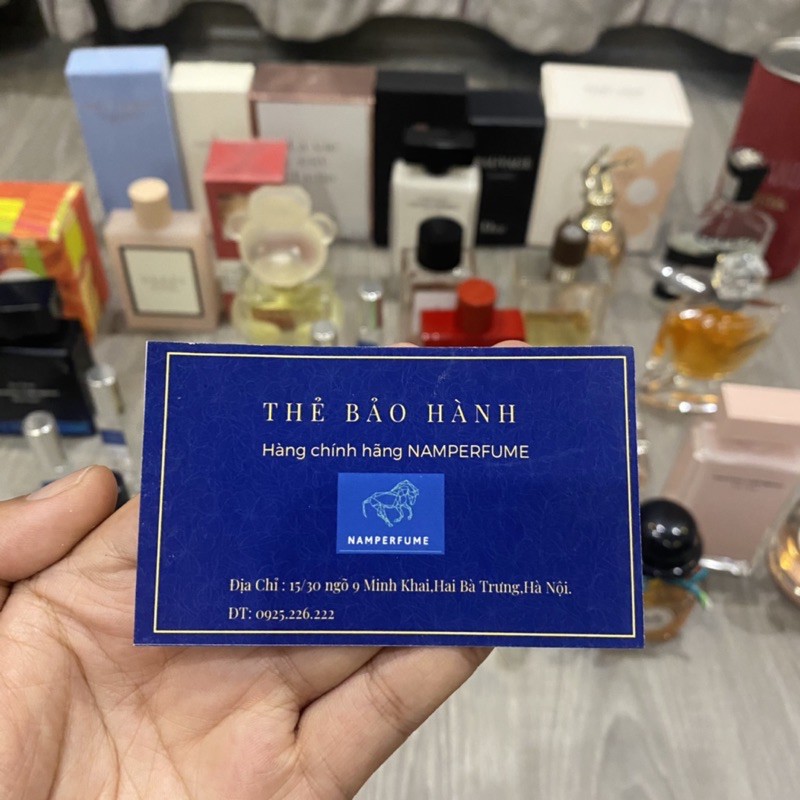 THẺ BẢO HÀNH
Hàng chính hãng NAMPERFUME
NAMPERFUME
Địa Chỉ : 15/30 ngõ 9 Minh Khai,Hai Bà Trưng,Hà Nội.
ĐT: 0925.226.222